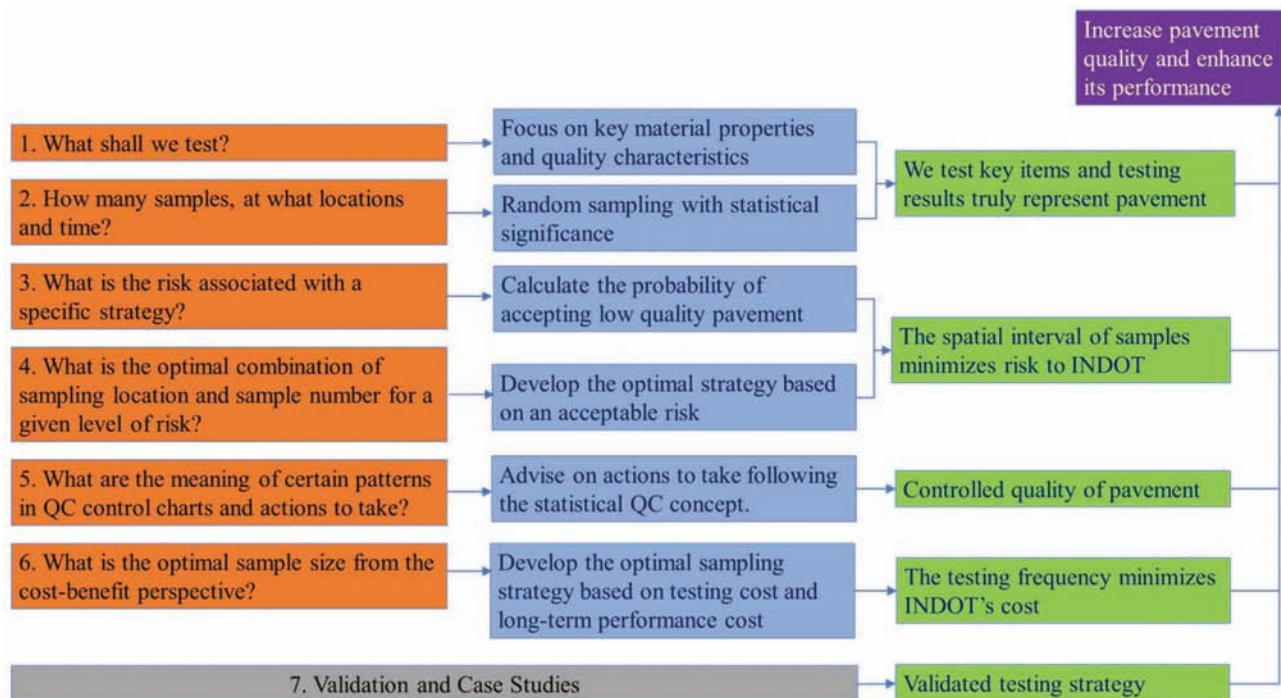 Increase pavement
quality and enhance
its performance
1. What shall we test?
Focus on key material properties
and quality characteristics
We test key items and testing
results truly represent pavement
2. How many samples, at what locations
and time?
Random sampling with statistical
significance
3. What is the risk associated with a
specific strategy?
Calculate the probability of
accepting low quality pavement
The spatial interval of samples
minimizes risk to INDOT
4. What is the optimal combination of
sampling location and sample number for a
given level of risk?
Develop the optimal strategy based
on an acceptable risk
5. What are the meaning of certain patterns
in QC control charts and actions to take?
Advise on actions to take following
the statistical QC concept.
Controlled quality of pavement
6. What is the optimal sample size from the
cost-benefit perspective?
Develop the optimal sampling
strategy based on testing cost and
long-term performance cost
The testing frequency minimizes
INDOT's cost
7. Validation and Case Studies
Validated testing strategy